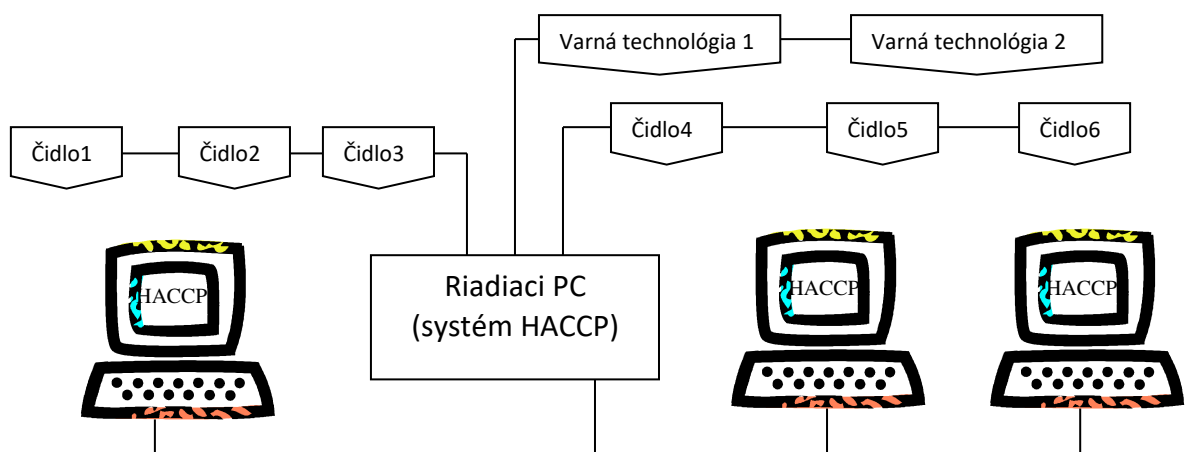 Varná technológia 1
Varná technológia 2
Čidlo1
Čidlo2
Čidlo3
Čidlo4
Čidlo5
Čidlo6
Riadiaci PC
(systém HACCP)
HACCP
HACCP
HACCP